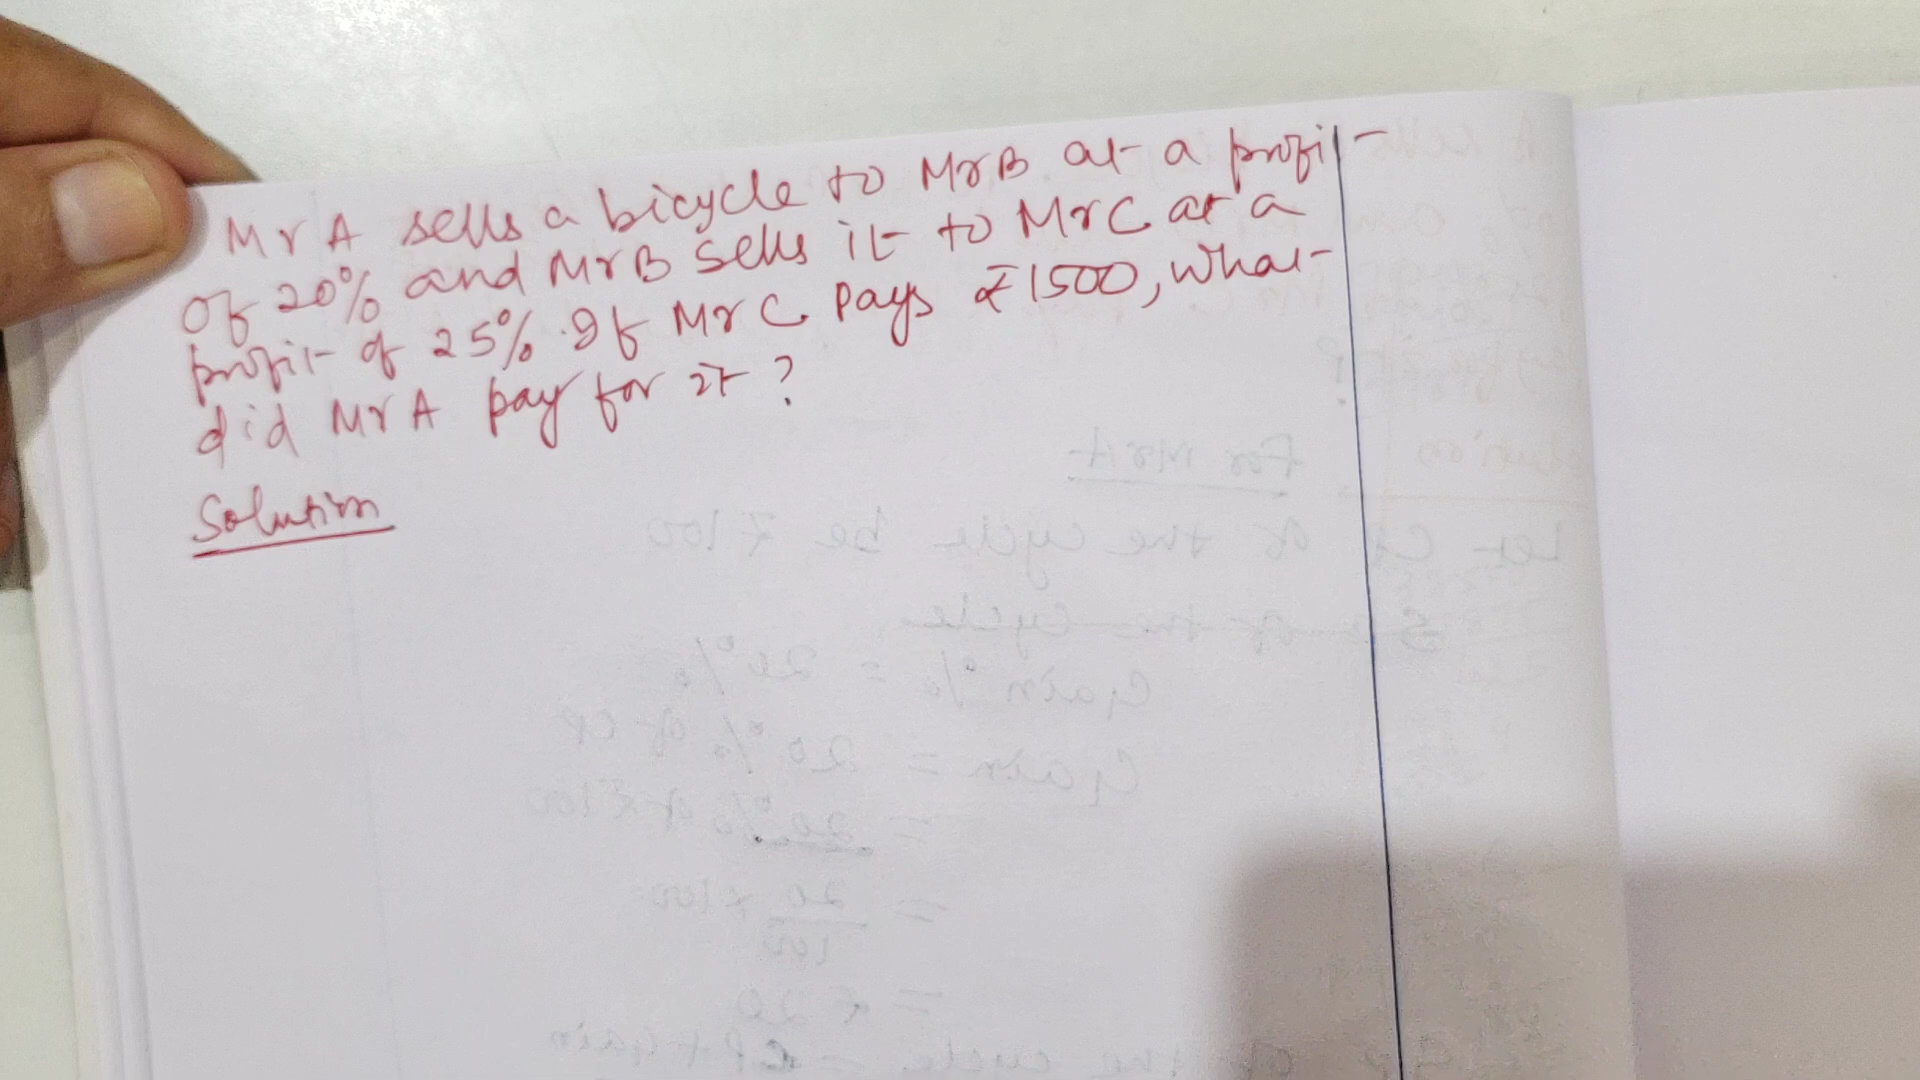 Mr A sells a bicycle to Mr B at a profit
of 20% and Mr B sells it to Mr C at a
profit of 25%. If Mr C pays ₹1500, what
did Mr A pay for it ?
Solution